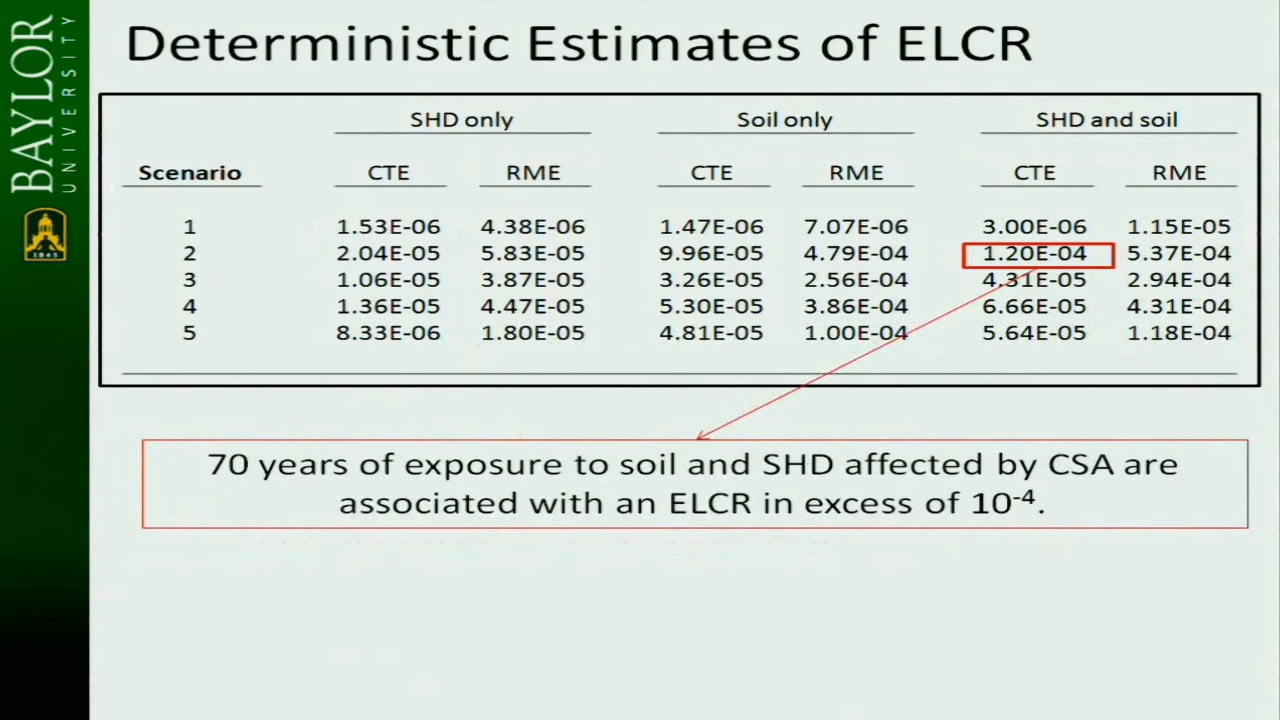 BAYLOR
UNIVERSITY
1845
Deterministic Estimates of ELCR
SHD only Soil only SHD and soil
Scenario CTE RME CTE RME CTE RME
1 1.53E-06 4.38E-06 1.47E-06 7.07E-06 3.00E-06 1.15E-05
2 2.04E-05 5.83E-05 9.96E-05 4.79E-04 1.20E-04 5.37E-04
3 1.06E-05 3.87E-05 3.26E-05 2.56E-04 4.31E-05 2.94E-04
4 1.36E-05 4.47E-05 5.30E-05 3.86E-04 6.66E-05 4.31E-04
5 8.33E-06 1.80E-05 4.81E-05 1.00E-04 5.64E-05 1.18E-04
70 years of exposure to soil and SHD affected by CSA are
associated with an ELCR in excess of 10⁻⁴.